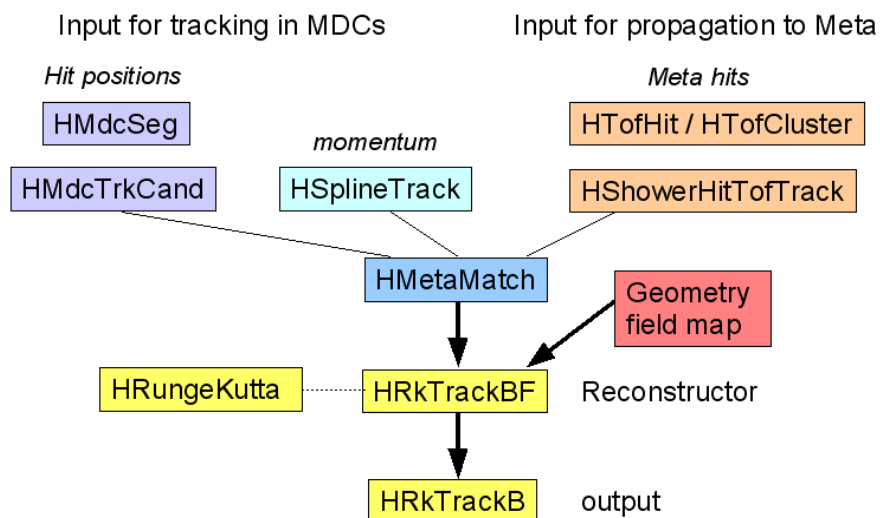 Input for tracking in MDCs
Input for propagation to Meta
Hit positions
Meta hits
HMdcSeg
HTofHit / HTofCluster
momentum
HMdcTrkCand
HSplineTrack
HShowerHitTofTrack
HMetaMatch
Geometry
field map
HRungeKutta
HRkTrackBF
Reconstructor
HRkTrackB
output